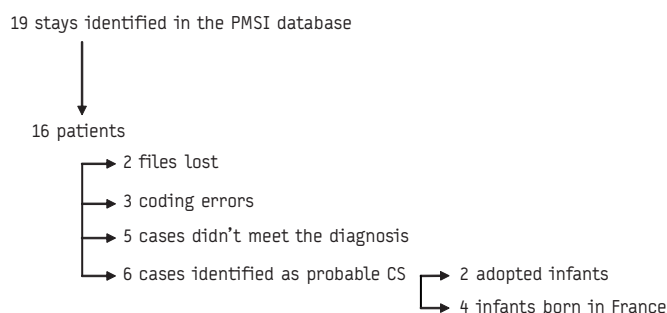 19 stays identified in the PMSI database
16 patients
2 files lost
3 coding errors
5 cases didn't meet the diagnosis
6 cases identified as probable CS
2 adopted infants
4 infants born in France